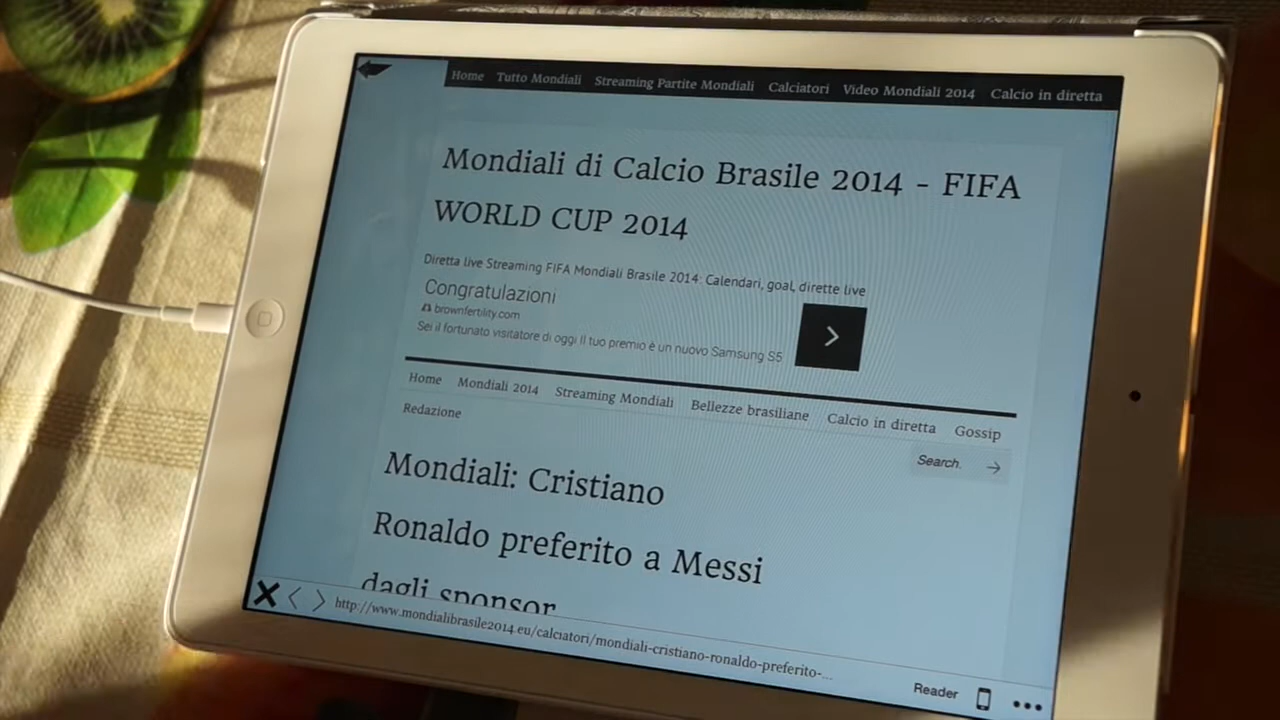 Home Tutto Mondiali Streaming Partite Mondiali Calciatori Video Mondiali 2014 Calcio in diretta
Mondiali di Calcio Brasile 2014 - FIFA
WORLD CUP 2014
Diretta live Streaming FIFA Mondiali Brasile 2014: Calendari, goal, dirette live
Congratulazioni
brownfertility.com
Sei il fortunato visitatore di oggi Il tuo premio è un nuovo Samsung S5
Home Mondiali 2014 Streaming Mondiali Bellezze brasiliane Calcio in diretta Gossip
Redazione
Search.
Mondiali: Cristiano
Ronaldo preferito a Messi
dagli sponsor
http://www.mondialibrasile2014.eu/calciatori/mondiali-cristiano-ronaldo-preferito-...
Reader